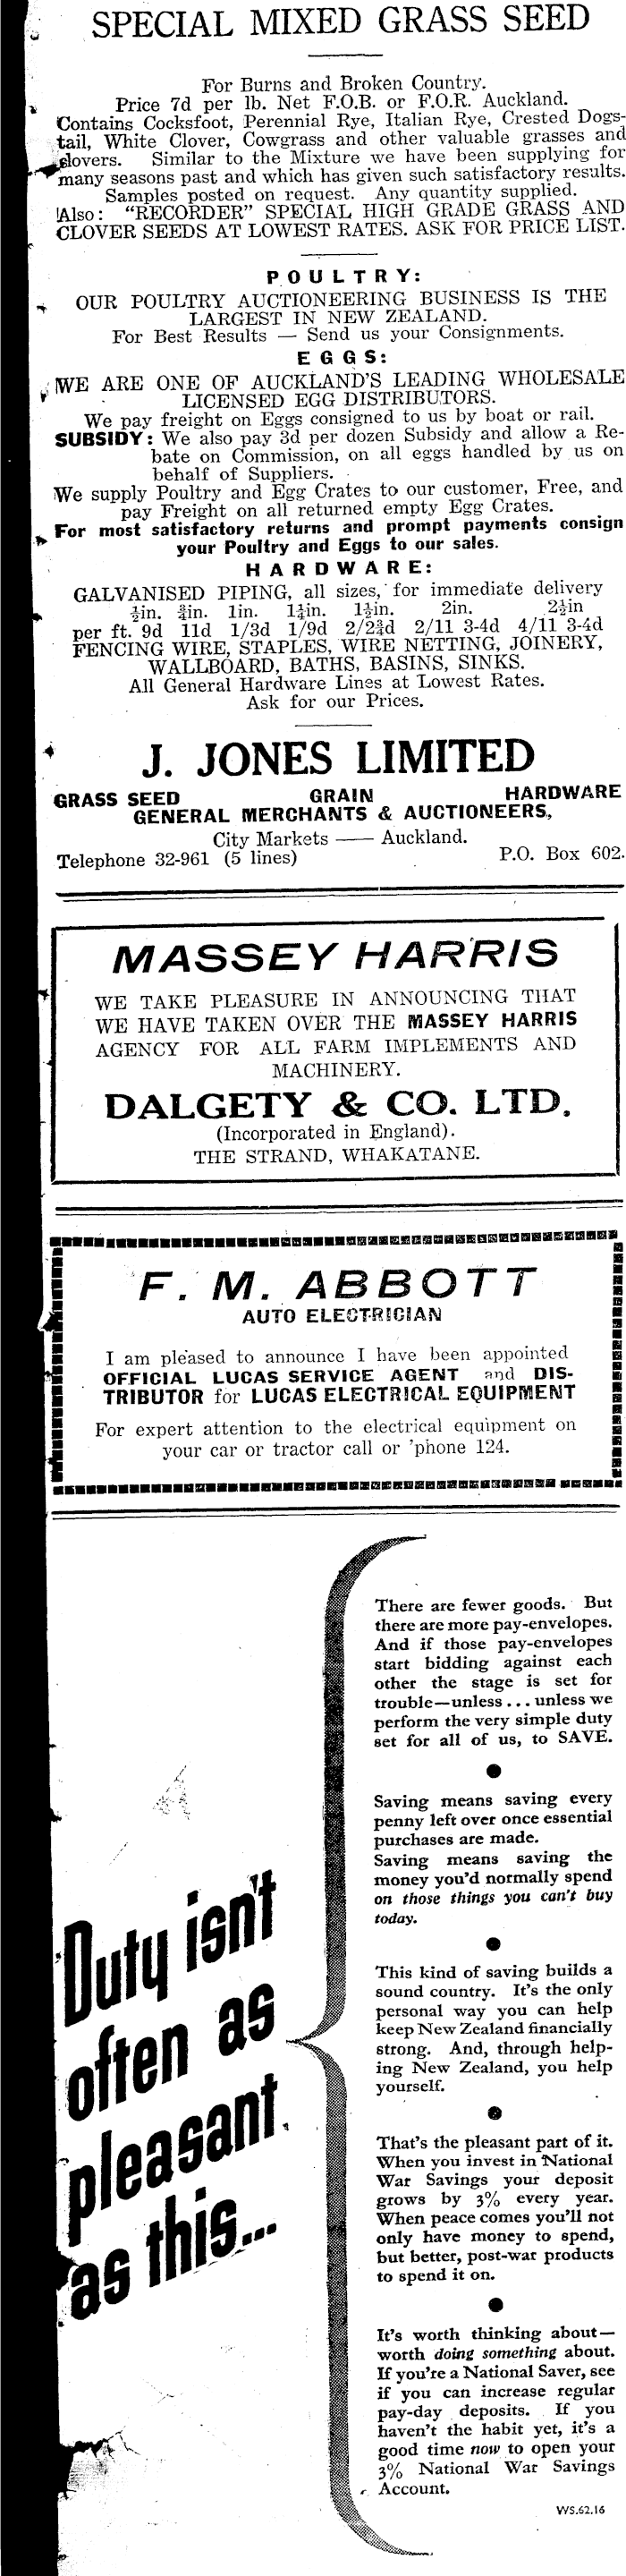 SPECIAL MIXED GRASS SEED
For Burns and Broken Country.
Price 7d per lb. Net F.O.B. or F.O.R. Auckland.
Contains Cocksfoot, Perennial Rye, Italian Rye, Crested Dogs-
tail, White Clover, Cowgrass and other valuable grasses and
clovers. Similar to the Mixture we have been supplying for
many seasons past and which has given such satisfactory results.
Samples posted on request. Any quantity supplied.
Also: "RECORDER" SPECIAL HIGH GRADE GRASS AND
CLOVER SEEDS AT LOWEST RATES. ASK FOR PRICE LIST.
POULTRY:
OUR POULTRY AUCTIONEERING BUSINESS IS THE
LARGEST IN NEW ZEALAND.
For Best Results — Send us your Consignments.
EGGS:
WE ARE ONE OF AUCKLAND'S LEADING WHOLESALE
LICENSED EGG DISTRIBUTORS.
We pay freight on Eggs consigned to us by boat or rail.
SUBSIDY: We also pay 3d per dozen Subsidy and allow a Re-
bate on Commission, on all eggs handled by us on
behalf of Suppliers.
We supply Poultry and Egg Crates to our customer, Free, and
pay Freight on all returned empty Egg Crates.
For most satisfactory returns and prompt payments consign
your Poultry and Eggs to our sales.
HARDWARE:
GALVANISED PIPING, all sizes, for immediate delivery
½in. ¾in. 1in. 1¼in. 1½in. 2in. 2½in
per ft. 9d 11d 1/3d 1/9d 2/2¾d 2/11 3-4d 4/11 3-4d
FENCING WIRE, STAPLES, WIRE NETTING, JOINERY,
WALLBOARD, BATHS, BASINS, SINKS.
All General Hardware Lines at Lowest Rates.
Ask for our Prices.
J. JONES LIMITED
GRASS SEED GRAIN HARDWARE
GENERAL MERCHANTS & AUCTIONEERS,
City Markets —— Auckland.
Telephone 32-961 (5 lines) P.O. Box 602.
MASSEY HARRIS
WE TAKE PLEASURE IN ANNOUNCING THAT
WE HAVE TAKEN OVER THE MASSEY HARRIS
AGENCY FOR ALL FARM IMPLEMENTS AND
MACHINERY.
DALGETY & CO. LTD.
(Incorporated in England).
THE STRAND, WHAKATANE.
F. M. ABBOTT
AUTO ELECTRICIAN
I am pleased to announce I have been appointed
OFFICIAL LUCAS SERVICE AGENT and DIS-
TRIBUTOR for LUCAS ELECTRICAL EQUIPMENT
For expert attention to the electrical equipment on
your car or tractor call or 'phone 124.
Duty isn't
often as
pleasant
as this...
There are fewer goods. But
there are more pay-envelopes.
And if those pay-envelopes
start bidding against each
other the stage is set for
trouble—unless ... unless we
perform the very simple duty
set for all of us, to SAVE.
Saving means saving every
penny left over once essential
purchases are made.
Saving means saving the
money you'd normally spend
on those things you can't buy
today.
This kind of saving builds a
sound country. It's the only
personal way you can help
keep New Zealand financially
strong. And, through help-
ing New Zealand, you help
yourself.
That's the pleasant part of it.
When you invest in National
War Savings your deposit
grows by 3% every year.
When peace comes you'll not
only have money to spend,
but better, post-war products
to spend it on.
It's worth thinking about—
worth doing something about.
If you're a National Saver, see
if you can increase regular
pay-day deposits. If you
haven't the habit yet, it's a
good time now to open your
3% National War Savings
Account.
WS.62.16